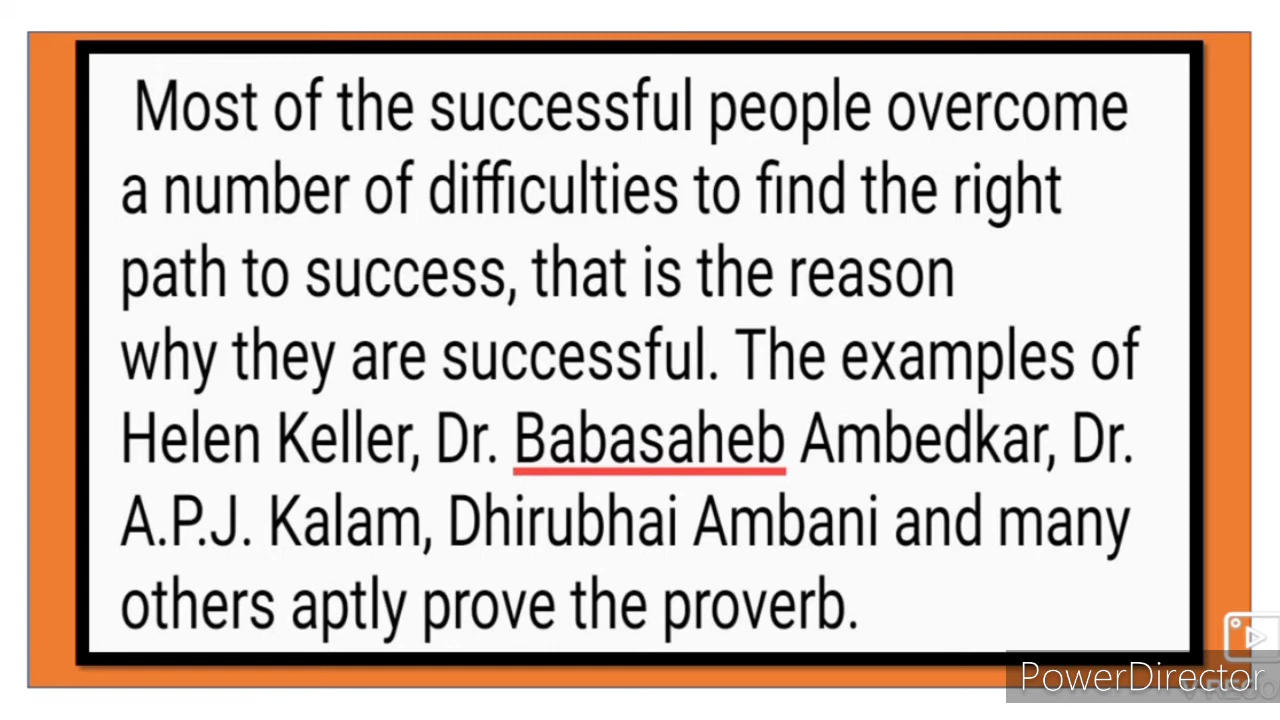 Most of the successful people overcome
a number of difficulties to find the right
path to success, that is the reason
why they are successful. The examples of
Helen Keller, Dr. Babasaheb Ambedkar, Dr.
A.P.J. Kalam, Dhirubhai Ambani and many
others aptly prove the proverb.
PowerDirector